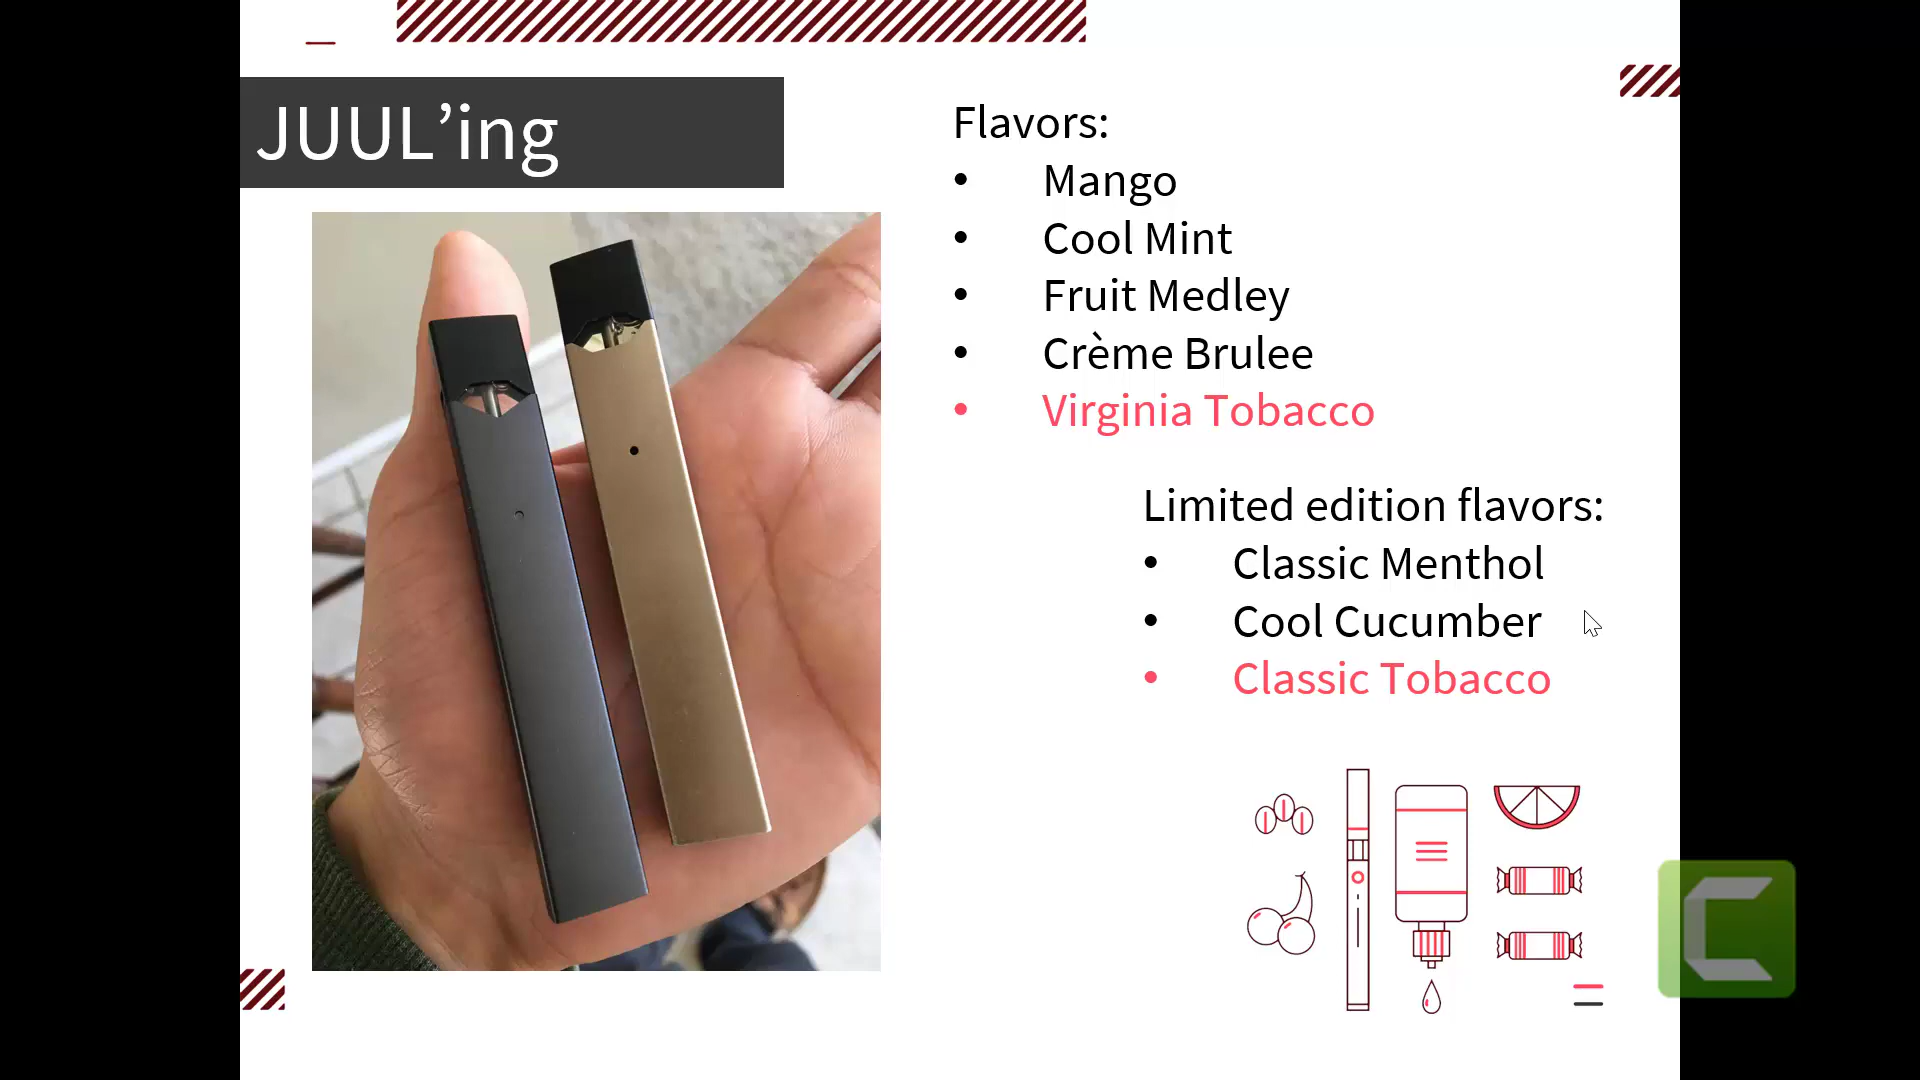 JUUL’ing
Flavors:
• Mango
• Cool Mint
• Fruit Medley
• Crème Brulee
• Virginia Tobacco
Limited edition flavors:
• Classic Menthol
• Cool Cucumber
• Classic Tobacco